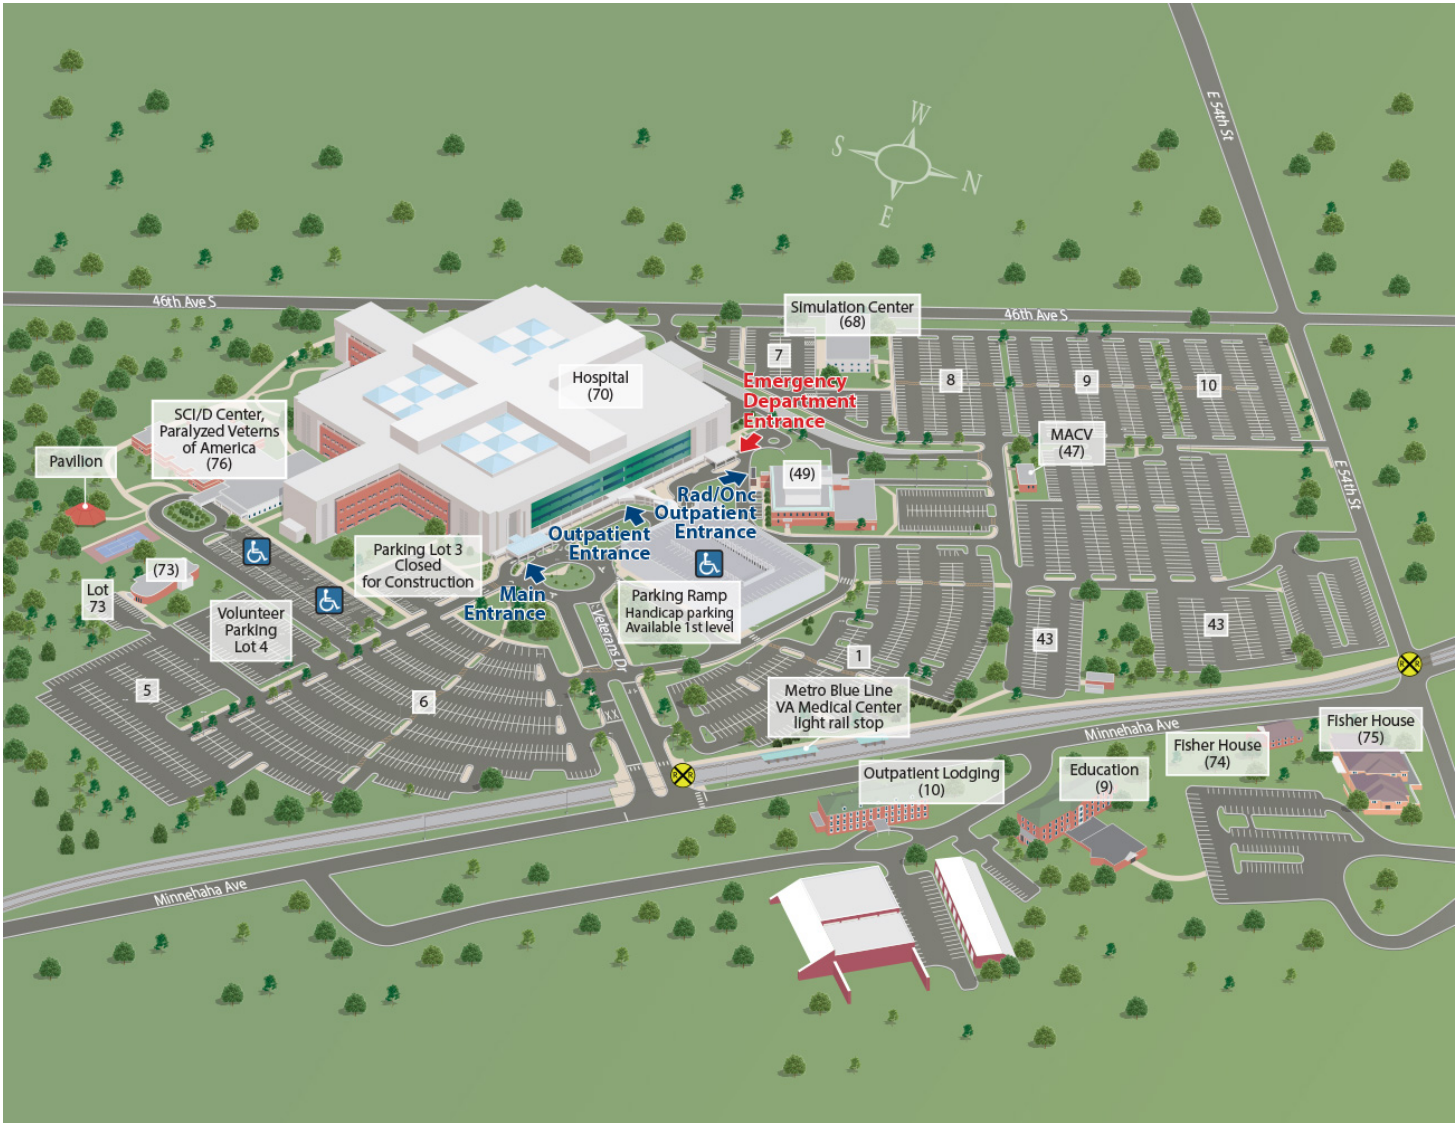 E 54th St
W
S
N
E
46th Ave S
Simulation Center
(68)
46th Ave S
7
Hospital
(70)
8
9
10
Emergency
Department
Entrance
SCI/D Center,
Paralyzed Veterns
of America
(76)
MACV
(47)
Pavilion
(49)
E 54th St
Rad/Onc
Outpatient
Entrance
Outpatient
Entrance
Parking Lot 3
Closed
for Construction
(73)
Lot
73
Main
Entrance
Parking Ramp
Handicap parking
Available 1st level
Volunteer
Parking
Lot 4
Veterans Dr
43
43
1
5
6
Metro Blue LIne
VA Medical Center
light rail stop
R R
XX
Minnehaha Ave
Fisher House
(75)
Fisher House
(74)
R R
Outpatient Lodging
(10)
Education
(9)
Minnehaha Ave